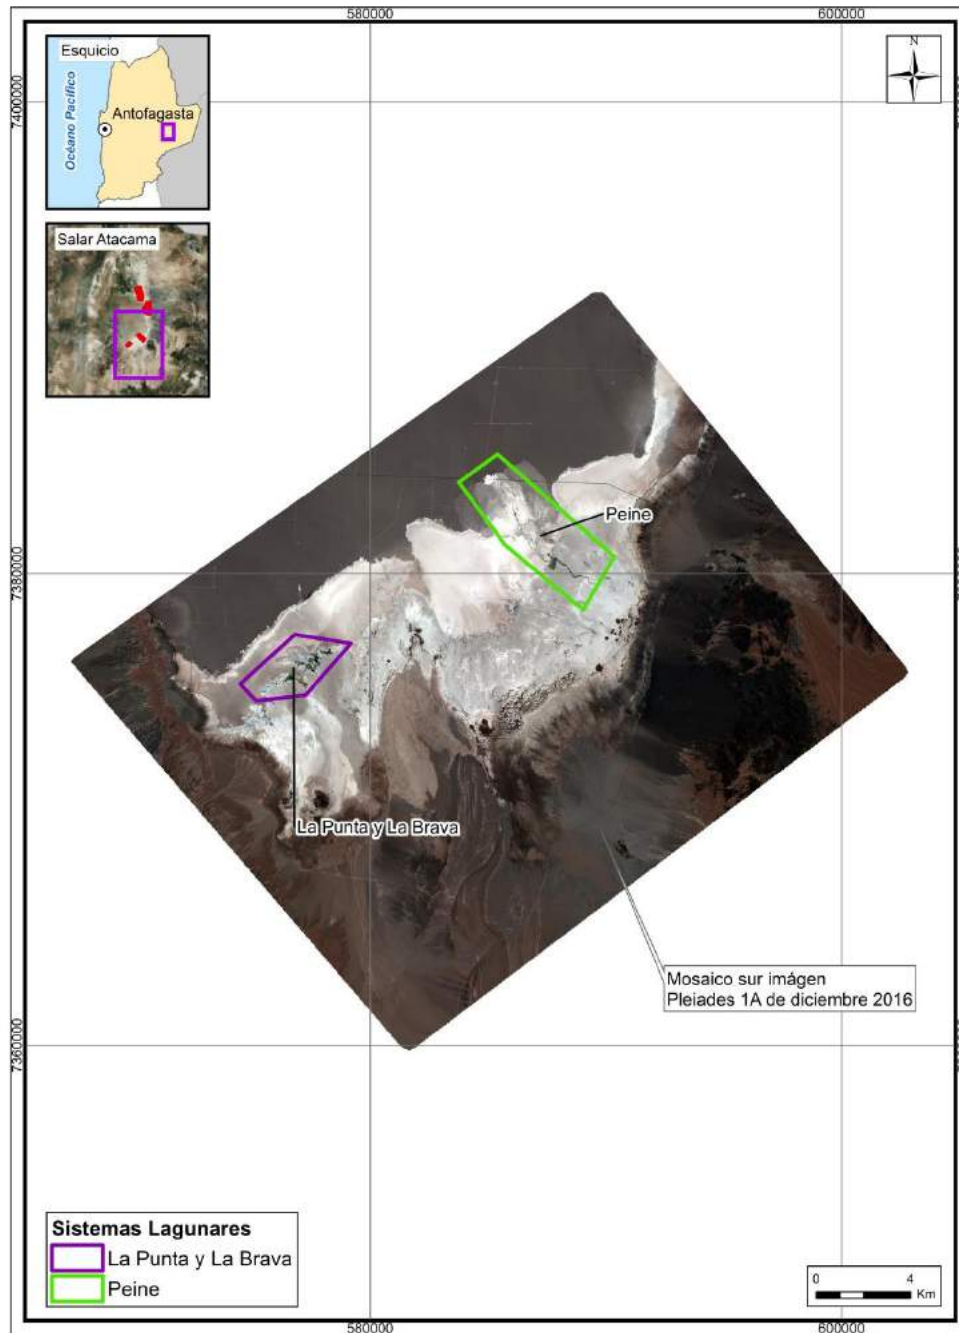 580000
600000
7400000
Esquicio
Océano Pacífico
Antofagasta
N
Salar Atacama
Peine
7380000
La Punta y La Brava
Mosaico sur imágen
Pleiades 1A de diciembre 2016
7360000
Sistemas Lagunares
La Punta y La Brava
Peine
0 4
Km
580000
600000